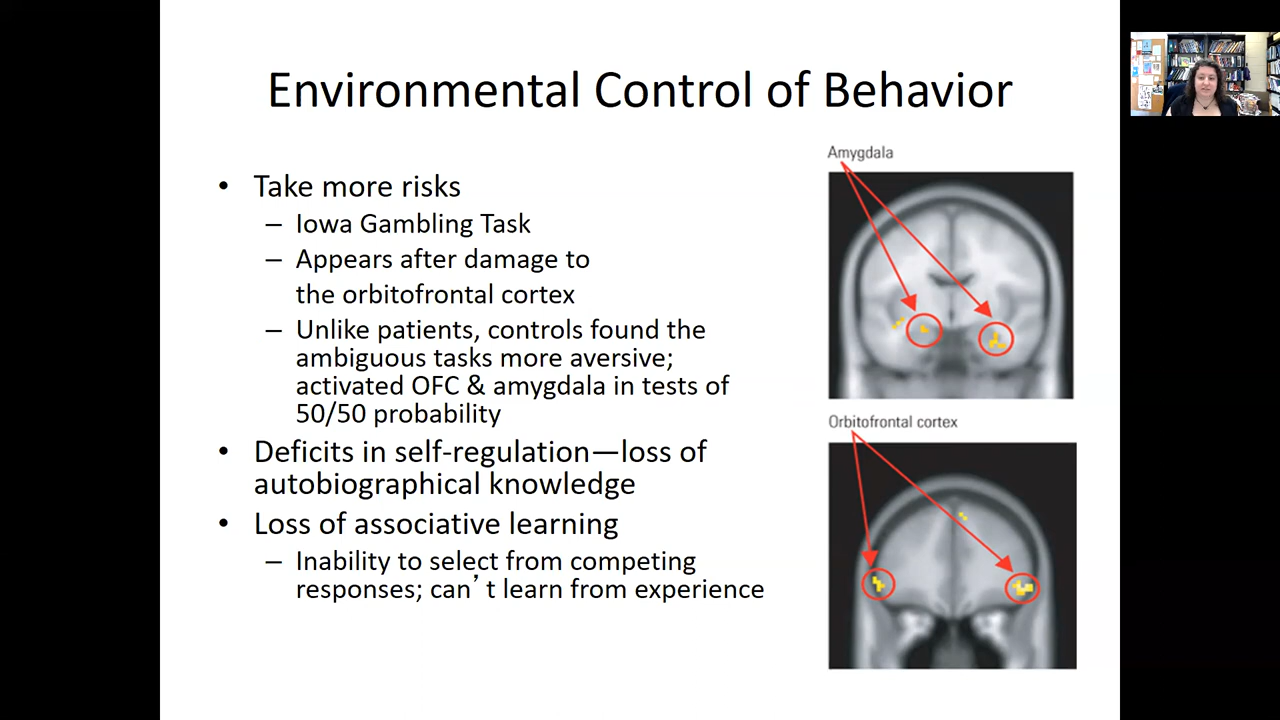 Environmental Control of Behavior
• Take more risks
– Iowa Gambling Task
– Appears after damage to
the orbitofrontal cortex
– Unlike patients, controls found the
ambiguous tasks more aversive;
activated OFC & amygdala in tests of
50/50 probability
• Deficits in self-regulation—loss of
autobiographical knowledge
• Loss of associative learning
– Inability to select from competing
responses; can’t learn from experience
Amygdala
Orbitofrontal cortex